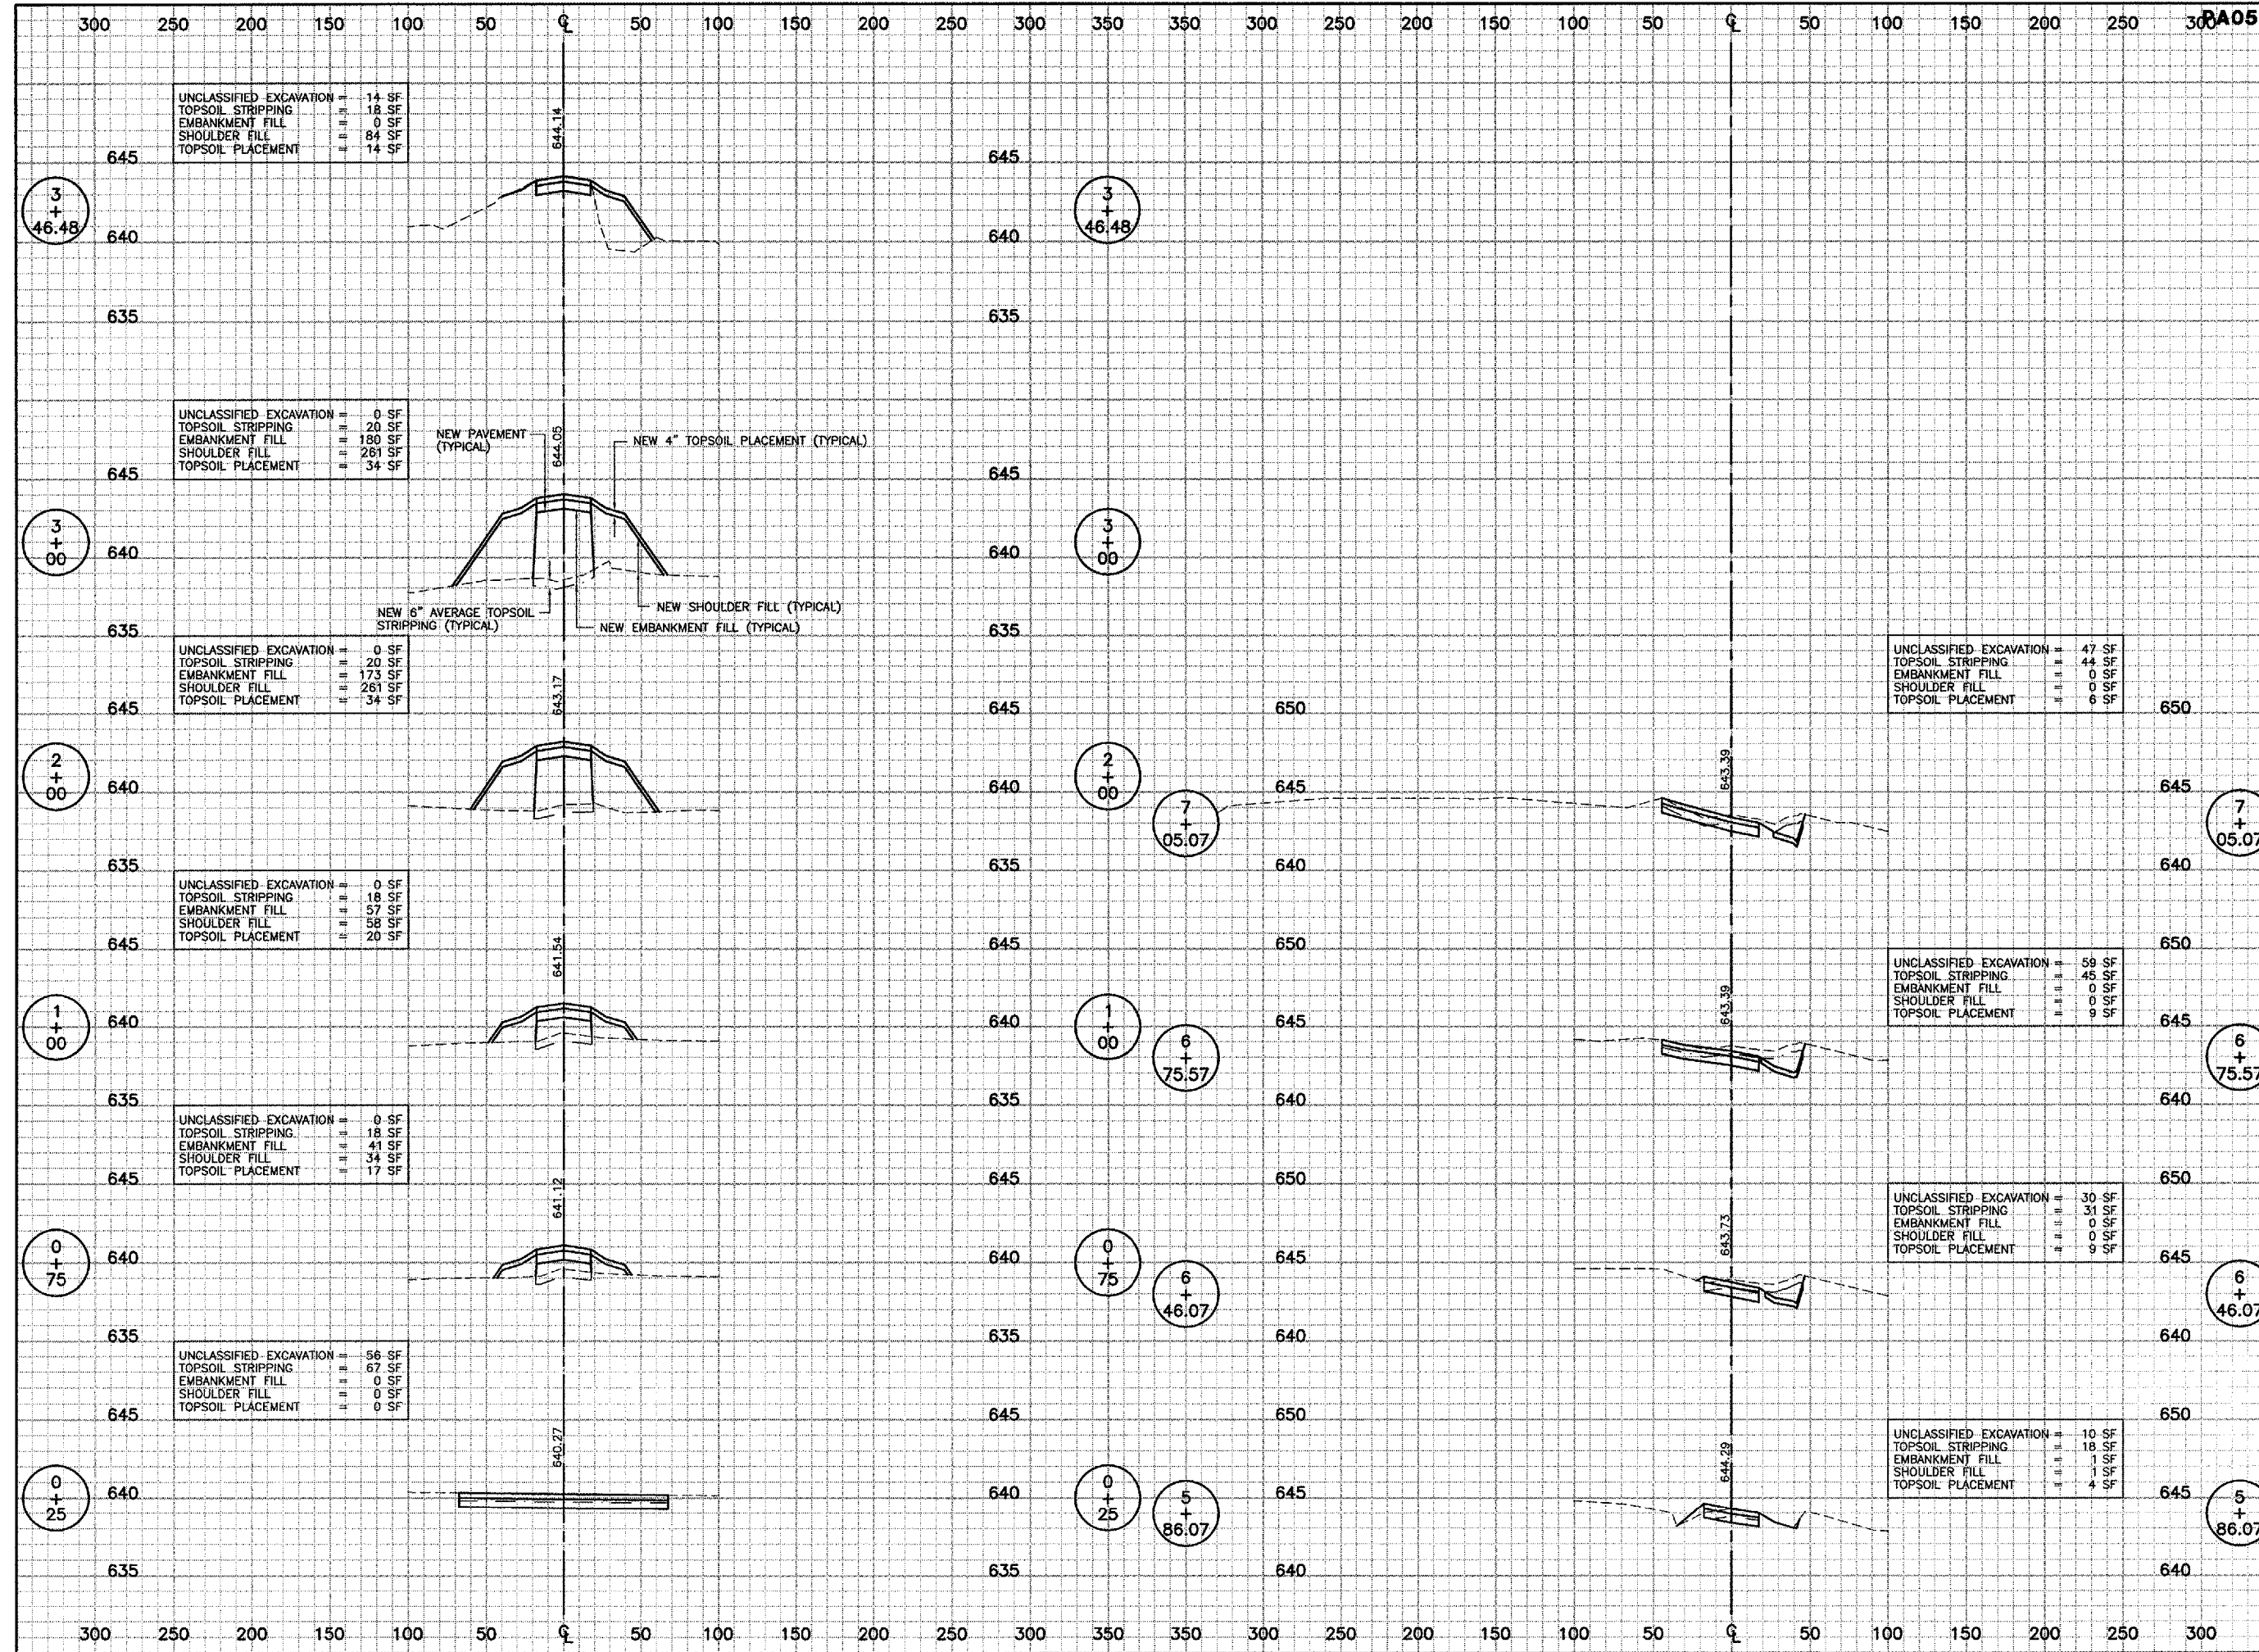 300 250 200 150 100 50 ℄ 50 100 150 200 250 300 350 350 300 250 200 150 100 50 ℄ 50 100 150 200 250 300
PA05
UNCLASSIFIED EXCAVATION = 14 SF
TOPSOIL STRIPPING = 18 SF
EMBANKMENT FILL = 0 SF
SHOULDER FILL = 84 SF
TOPSOIL PLACEMENT = 14 SF
644.14
645 645
3
+
46.48
3
+
46.48
640 640
635 635
UNCLASSIFIED EXCAVATION = 0 SF
TOPSOIL STRIPPING = 20 SF
EMBANKMENT FILL = 180 SF
SHOULDER FILL = 261 SF
TOPSOIL PLACEMENT = 34 SF
NEW PAVEMENT
(TYPICAL)
644.05
NEW 4" TOPSOIL PLACEMENT (TYPICAL)
645 645
3
+
00
3
+
00
640 640
NEW 6" AVERAGE TOPSOIL
STRIPPING (TYPICAL)
NEW SHOULDER FILL (TYPICAL)
NEW EMBANKMENT FILL (TYPICAL)
635 635
UNCLASSIFIED EXCAVATION = 0 SF
TOPSOIL STRIPPING = 20 SF
EMBANKMENT FILL = 173 SF
SHOULDER FILL = 261 SF
TOPSOIL PLACEMENT = 34 SF
643.17
645 645
2
+
00
2
+
00
640 640
635 635
UNCLASSIFIED EXCAVATION = 0 SF
TOPSOIL STRIPPING = 18 SF
EMBANKMENT FILL = 57 SF
SHOULDER FILL = 58 SF
TOPSOIL PLACEMENT = 20 SF
641.54
645 645
1
+
00
1
+
00
640 640
635 635
UNCLASSIFIED EXCAVATION = 0 SF
TOPSOIL STRIPPING = 18 SF
EMBANKMENT FILL = 41 SF
SHOULDER FILL = 34 SF
TOPSOIL PLACEMENT = 17 SF
641.12
645 645
0
+
75
0
+
75
640 640
635 635
UNCLASSIFIED EXCAVATION = 56 SF
TOPSOIL STRIPPING = 67 SF
EMBANKMENT FILL = 0 SF
SHOULDER FILL = 0 SF
TOPSOIL PLACEMENT = 0 SF
640.27
645 645
0
+
25
0
+
25
640 640
635 635
UNCLASSIFIED EXCAVATION = 47 SF
TOPSOIL STRIPPING = 44 SF
EMBANKMENT FILL = 0 SF
SHOULDER FILL = 0 SF
TOPSOIL PLACEMENT = 6 SF
650 650
643.39
645 645
7
+
05.07
7
+
05.07
640 640
650 650
UNCLASSIFIED EXCAVATION = 59 SF
TOPSOIL STRIPPING = 45 SF
EMBANKMENT FILL = 0 SF
SHOULDER FILL = 0 SF
TOPSOIL PLACEMENT = 9 SF
643.39
645 645
6
+
75.57
6
+
75.57
640 640
650 650
UNCLASSIFIED EXCAVATION = 30 SF
TOPSOIL STRIPPING = 31 SF
EMBANKMENT FILL = 0 SF
SHOULDER FILL = 0 SF
TOPSOIL PLACEMENT = 9 SF
643.73
645 645
6
+
46.07
6
+
46.07
640 640
650 650
UNCLASSIFIED EXCAVATION = 10 SF
TOPSOIL STRIPPING = 18 SF
EMBANKMENT FILL = 1 SF
SHOULDER FILL = 1 SF
TOPSOIL PLACEMENT = 4 SF
644.29
645 645
5
+
86.07
5
+
86.07
640 640
300 250 200 150 100 50 ℄ 50 100 150 200 250 300 350 350 300 250 200 150 100 50 ℄ 50 100 150 200 250 300